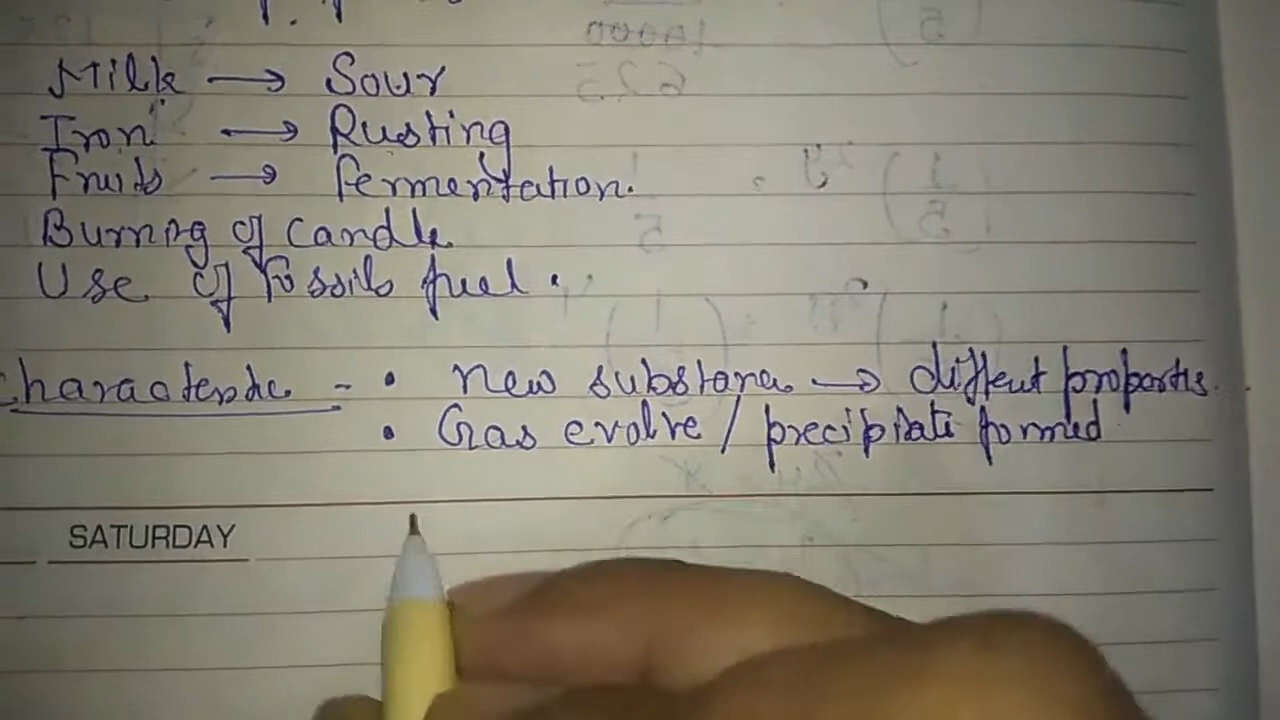 Milk → Sour
Iron → Rusting
Fruits → fermentation.
Burning of candle
Use of Fossils fuel.
Characteristic - • New substance → different properties.
• Gas evolve / precipitate formed
SATURDAY